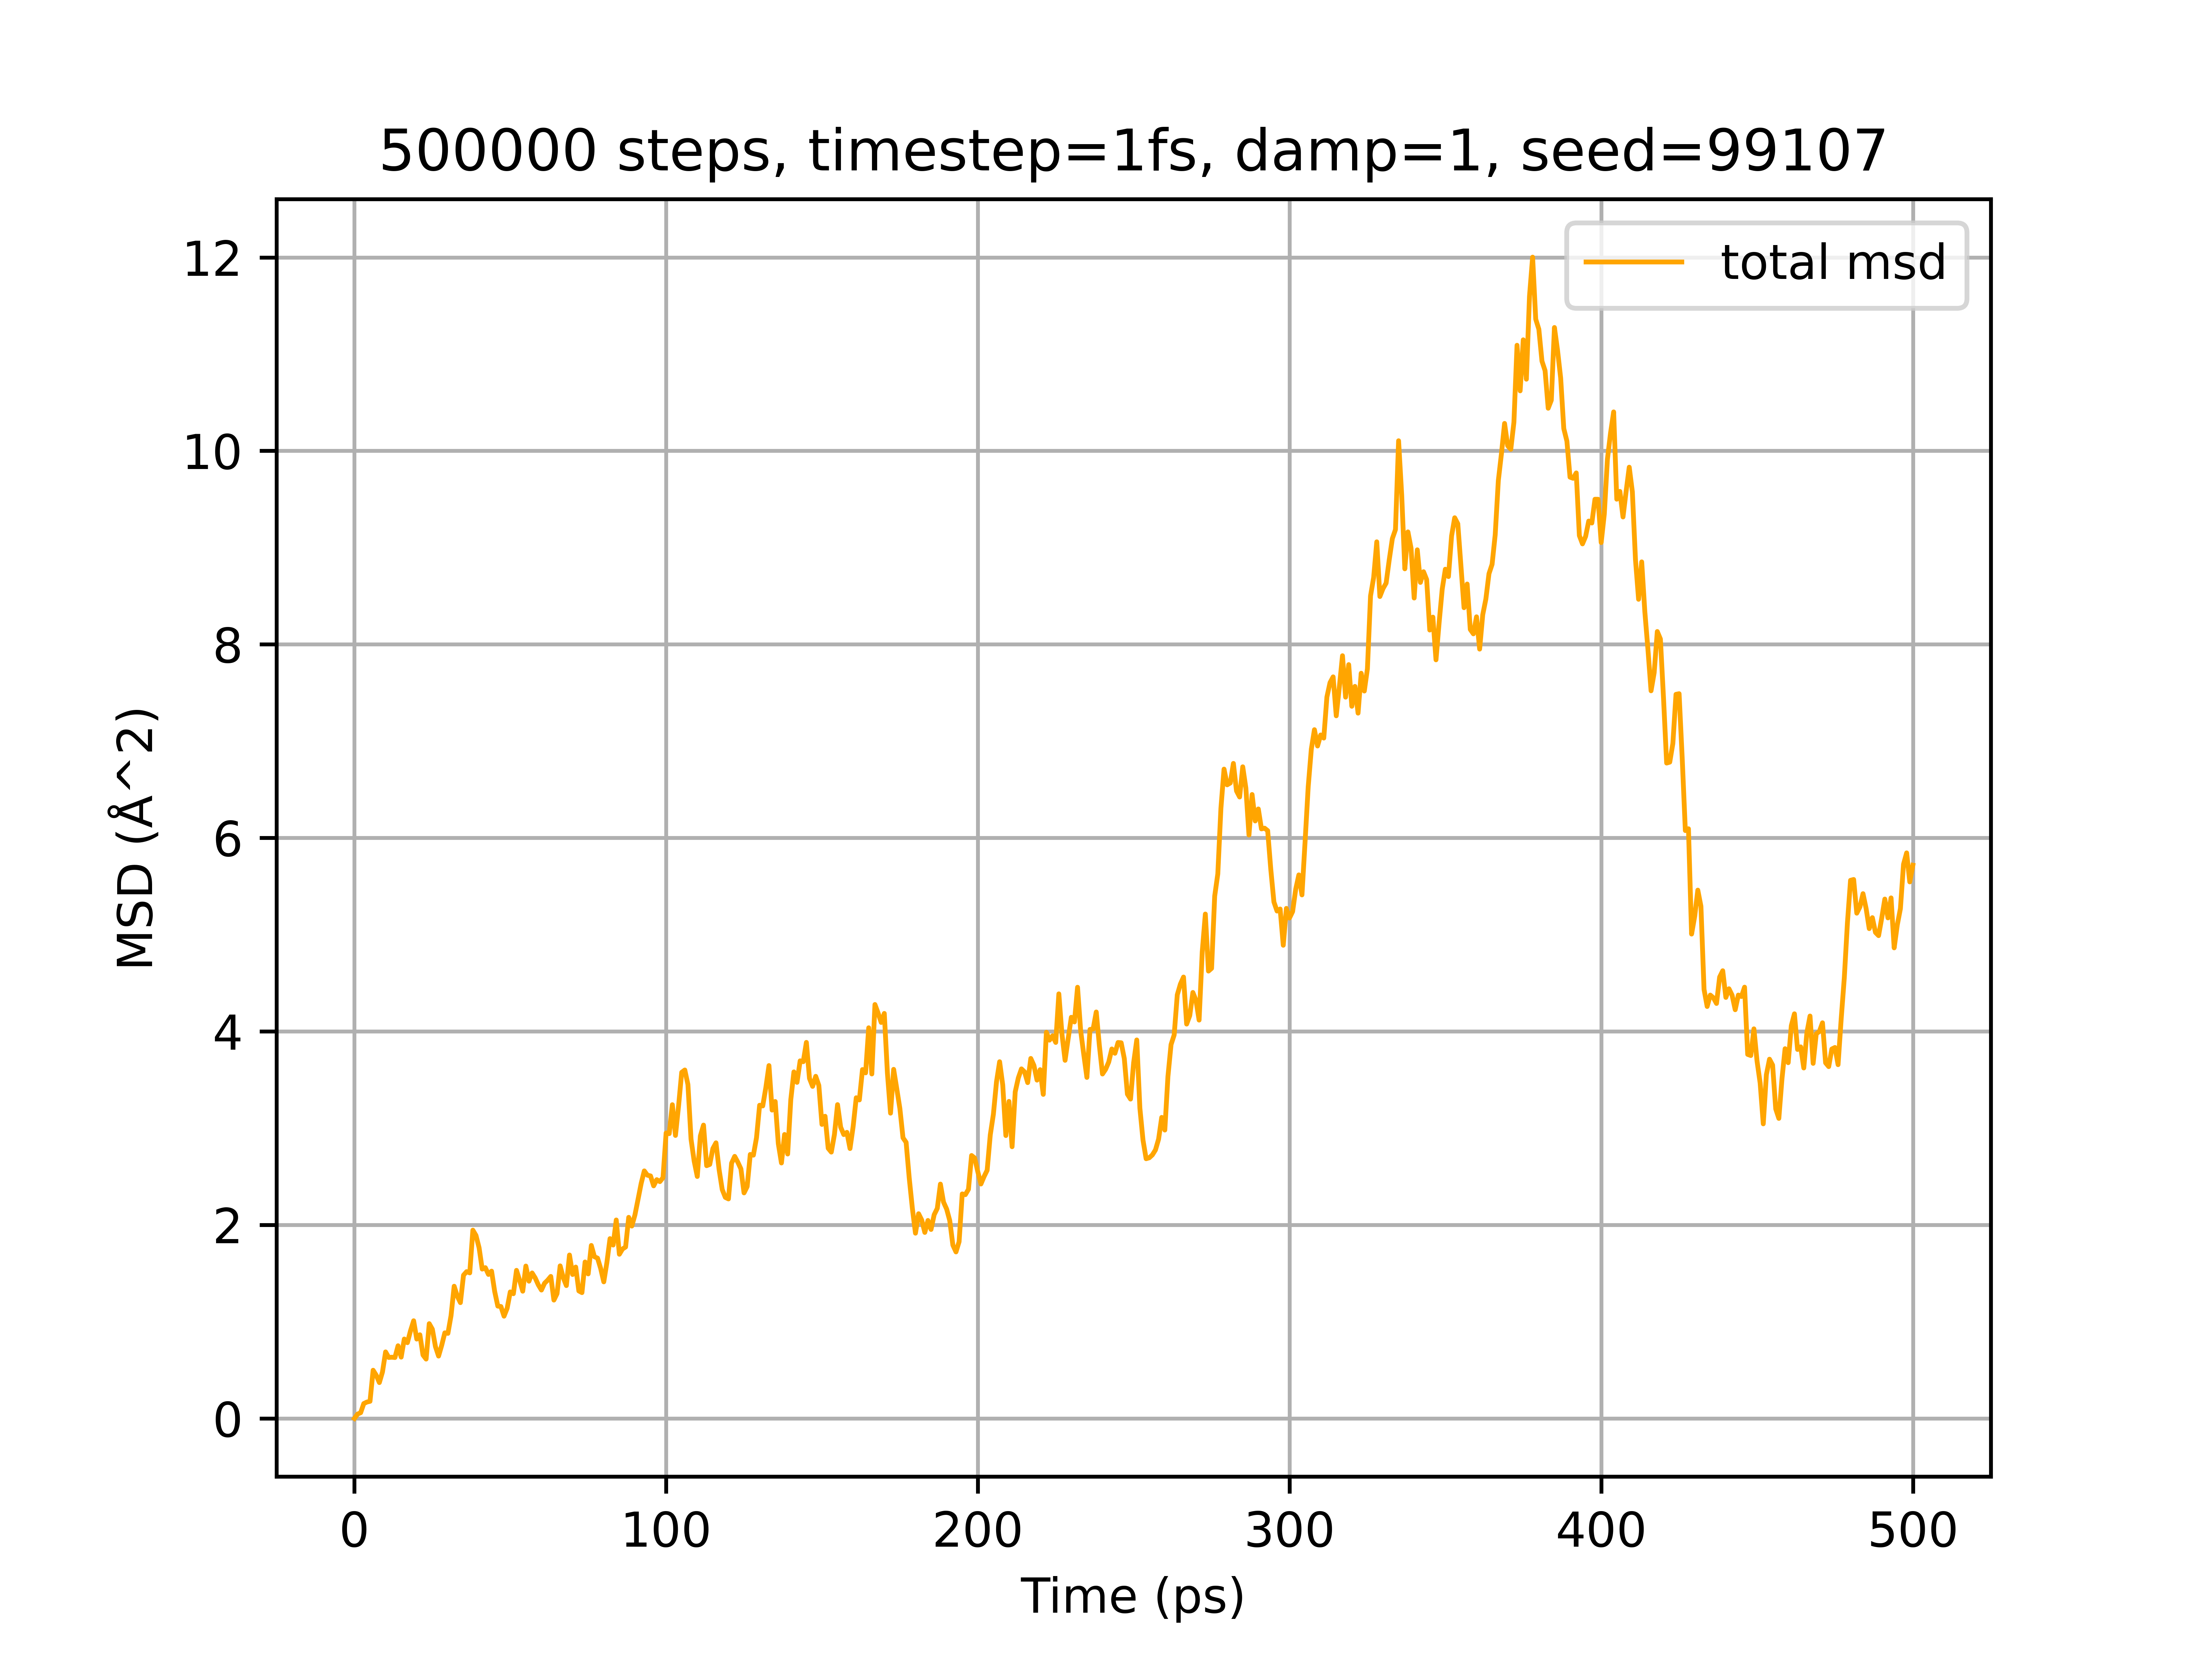 500000 steps, timestep=1fs, damp=1, seed=99107
total msd
MSD (Å^2)
12
10
8
6
4
2
0
0 100 200 300 400 500
Time (ps)